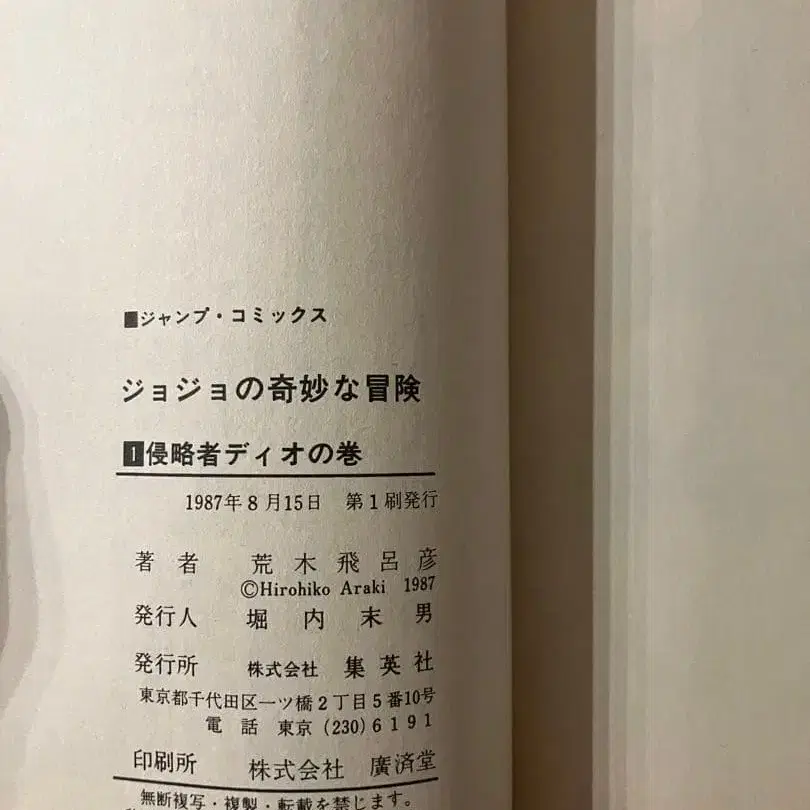 ■ジャンプ・コミックス
ジョジョの奇妙な冒険
1侵略者ディオの巻
1987年8月15日 第1刷発行
著者 荒木飛呂彦
©Hirohiko Araki 1987
発行人 堀内末男
発行所 株式会社 集英社
東京都千代田区一ツ橋2丁目5番10号
電話 東京 (230) 6191
印刷所 株式会社 廣済堂
無断複写・複製・転載を禁じます。